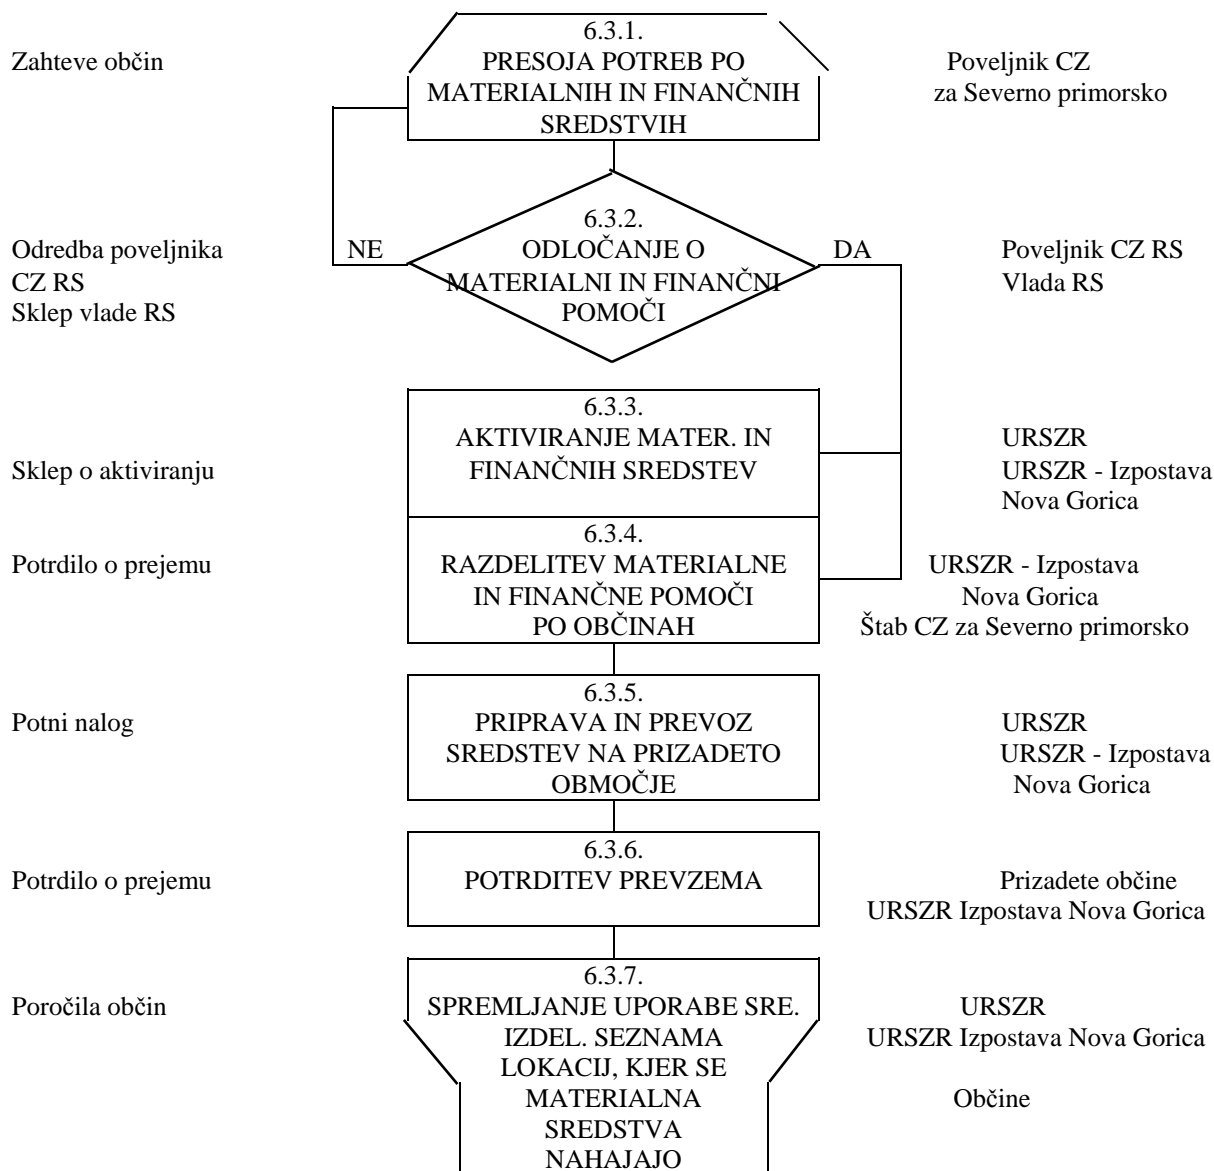 6.3.1.
Zahteve občin PRESOJA POTREB PO Poveljnik CZ
MATERIALNIH IN FINANČNIH za Severno primorsko
SREDSTVIH
6.3.2.
Odredba poveljnika NE ODLOČANJE O DA Poveljnik CZ RS
CZ RS MATERIALNI IN FINANČNI Vlada RS
Sklep vlade RS POMOČI
6.3.3.
AKTIVIRANJE MATER. IN URSZR
Sklep o aktiviranju FINANČNIH SREDSTEV URSZR - Izpostava
Nova Gorica
6.3.4.
Potrdilo o prejemu RAZDELITEV MATERIALNE URSZR - Izpostava
IN FINANČNE POMOČI Nova Gorica
PO OBČINAH Štab CZ za Severno primorsko
6.3.5.
Potni nalog PRIPRAVA IN PREVOZ URSZR
SREDSTEV NA PRIZADETO URSZR - Izpostava
OBMOČJE Nova Gorica
6.3.6.
Potrdilo o prejemu POTRDITEV PREVZEMA Prizadete občine
URSZR Izpostava Nova Gorica
6.3.7.
Poročila občin SPREMLJANJE UPORABE SRE. URSZR
IZDEL. SEZNAMA URSZR Izpostava Nova Gorica
LOKACIJ, KJER SE
MATERIALNA Občine
SREDSTVA
NAHAJAJO